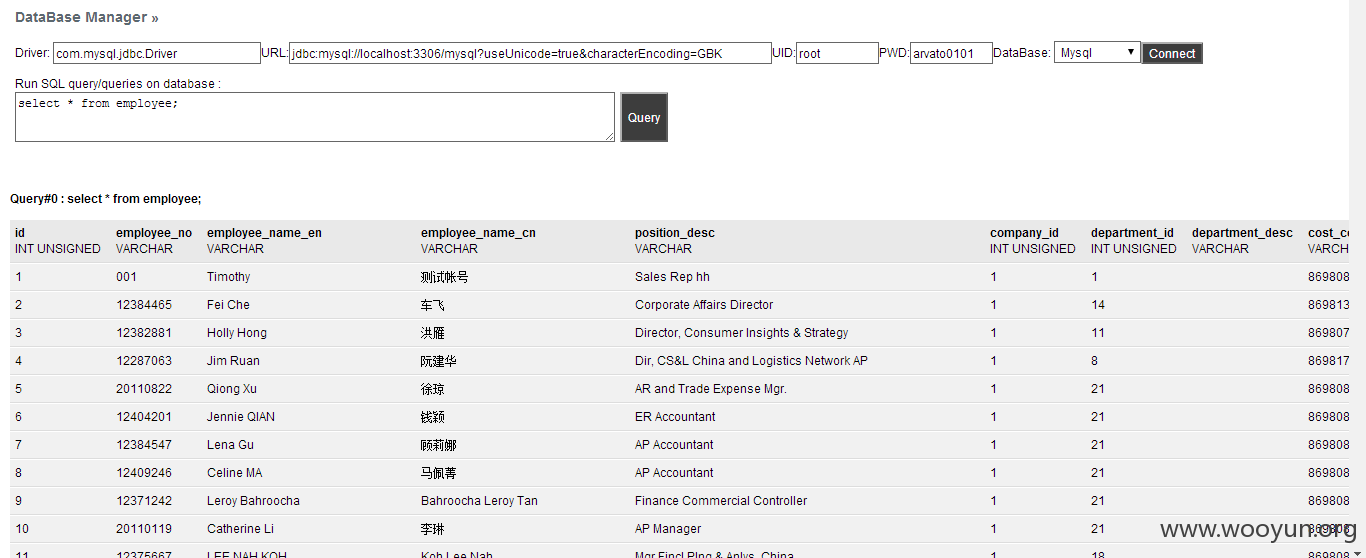 DataBase Manager »
Driver: com.mysql.jdbc.Driver URL: jdbc:mysql://localhost:3306/mysql?useUnicode=true&characterEncoding=GBK UID: root PWD: arvato0101 DataBase: Mysql Connect
Run SQL query/queries on database :
select * from employee;
Query
Query#0 : select * from employee;
id employee_no employee_name_en employee_name_cn position_desc company_id department_id department_desc cost_c
INT UNSIGNED VARCHAR VARCHAR VARCHAR VARCHAR INT UNSIGNED INT UNSIGNED VARCHAR VARCH
1 001 Timothy 测试帐号 Sales Rep hh 1 1 869808
2 12384465 Fei Che 车飞 Corporate Affairs Director 1 14 869813
3 12382881 Holly Hong 洪雁 Director, Consumer Insights & Strategy 1 11 869807
4 12287063 Jim Ruan 阮建华 Dir, CS&L China and Logistics Network AP 1 8 869817
5 20110822 Qiong Xu 徐琼 AR and Trade Expense Mgr. 1 21 869808
6 12404201 Jennie QIAN 钱颖 ER Accountant 1 21 869808
7 12384547 Lena Gu 顾莉娜 AP Accountant 1 21 869808
8 12409246 Celine MA 马佩菁 AP Accountant 1 21 869808
9 12371242 Leroy Bahroocha Bahroocha Leroy Tan Finance Commercial Controller 1 21 869808
10 20110119 Catherine Li 李琳 AP Manager 1 21 869808
11 12375667 LEE NAH KOH Koh Lee Nah Mgr Fincl Plng & Anlys, China 1 18 869808
www.wooyun.org